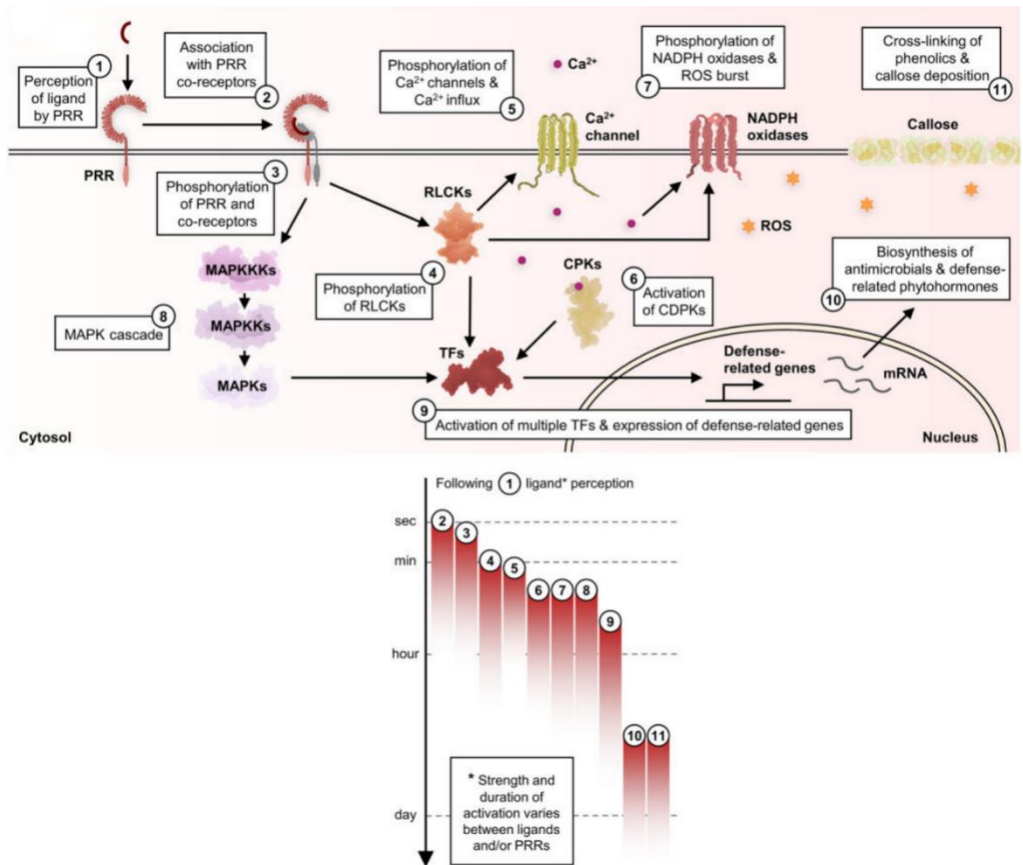 1
Perception
of ligand
by PRR
Association
with PRR
co-receptors
2
Phosphorylation of
Ca²⁺ channels &
Ca²⁺ influx
5
Ca²⁺
Phosphorylation of
NADPH oxidases &
ROS burst
7
Cross-linking of
phenolics &
callose deposition
11
Ca²⁺
channel
NADPH
oxidases
Callose
PRR
3
Phosphorylation
of PRR and
co-receptors
RLCKs
ROS
MAPKKKs
4
Phosphorylation
of RLCKs
CPKs
6
Activation
of CDPKs
Biosynthesis of
antimicrobials & defense-
related phytohormones
10
8
MAPK cascade
MAPKKs
MAPKs
TFs
Defense-
related genes
mRNA
9
Activation of multiple TFs & expression of defense-related genes
Cytosol
Nucleus
Following 1 ligand* perception
sec
2
3
min
4
5
6
7
8
9
hour
10
11
* Strength and
duration of
activation varies
between ligands
and/or PRRs
day